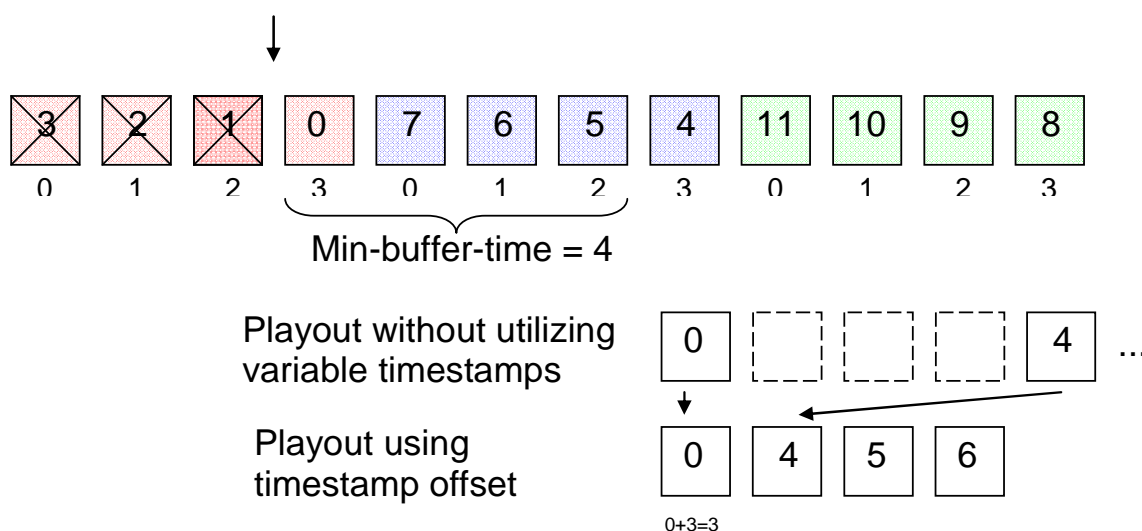 3 2 1 0 7 6 5 4 11 10 9 8
0 1 2 3 0 1 2 3 0 1 2 3
Min-buffer-time = 4
Playout without utilizing
variable timestamps
0 4 ...
Playout using
timestamp offset
0 4 5 6
0+3=3